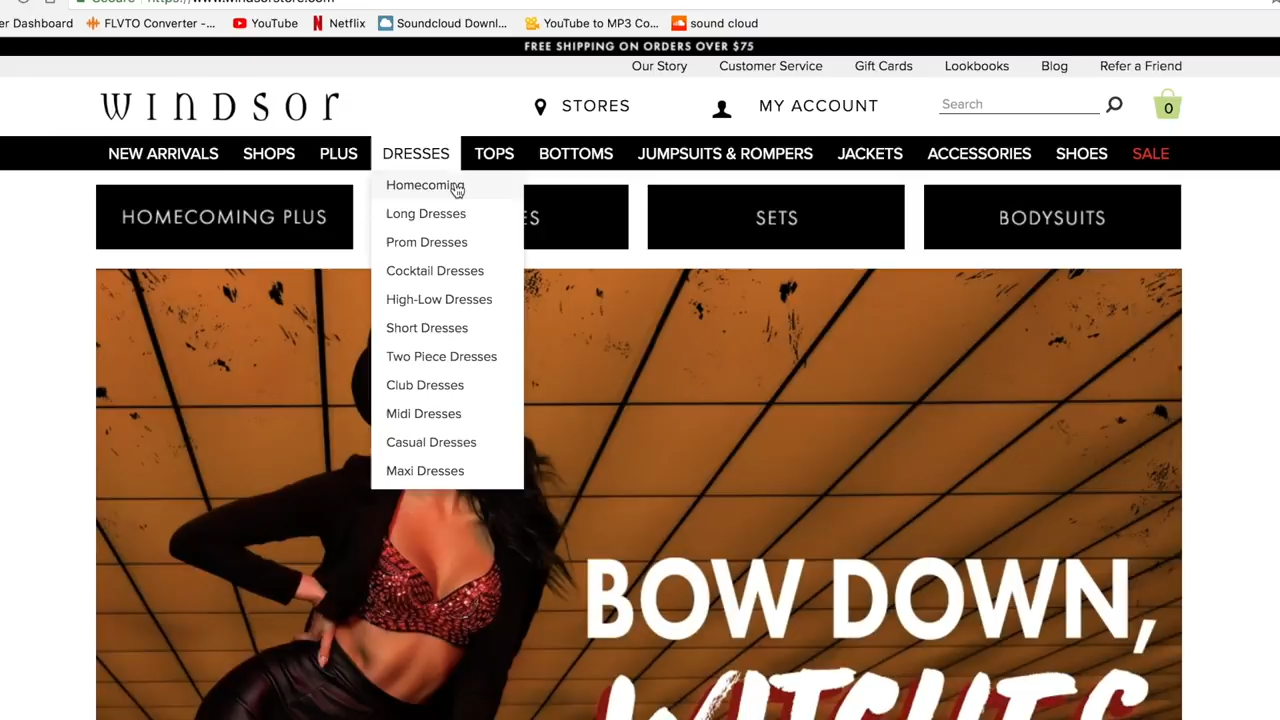 er Dashboard FLVTO Converter -... YouTube Netflix Soundcloud Downl... YouTube to MP3 Co... sound cloud
FREE SHIPPING ON ORDERS OVER $75
Our Story Customer Service Gift Cards Lookbooks Blog Refer a Friend
WINDSOR STORES MY ACCOUNT Search 0
NEW ARRIVALS SHOPS PLUS DRESSES TOPS BOTTOMS JUMPSUITS & ROMPERS JACKETS ACCESSORIES SHOES SALE
Homecoming
HOMECOMING PLUS ES SETS BODYSUITS
Long Dresses
Prom Dresses
Cocktail Dresses
High-Low Dresses
Short Dresses
Two Piece Dresses
Club Dresses
Midi Dresses
Casual Dresses
Maxi Dresses
BOW DOWN,
WITCHES